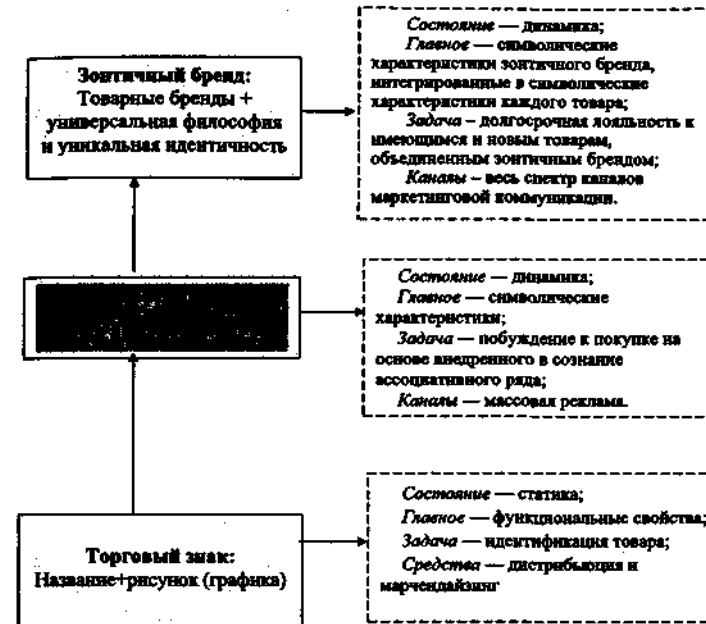 Зонтичный бренд:
Товарные бренды +
универсальная философия
и уникальная идентичность
Состояние — динамика;
Главное — символические
характеристики зонтичного бренда,
интегрированные в символические
характеристики каждого товара;
Задача – долгосрочная лояльность к
имеющимся и новым товарам,
объединенным зонтичным брендом;
Каналы – весь спектр каналов
маркетинговой коммуникации.
Состояние — динамика;
Главное — символические
характеристики;
Задача — побуждение к покупке на
основе внедренного в сознание
ассоциативного ряда;
Каналы — массовая реклама.
Торговый знак:
Название+рисунок (графика)
Состояние — статика;
Главное — функциональные свойства;
Задача — идентификация товара;
Средства — дистрибьюция и
марчендайзинг